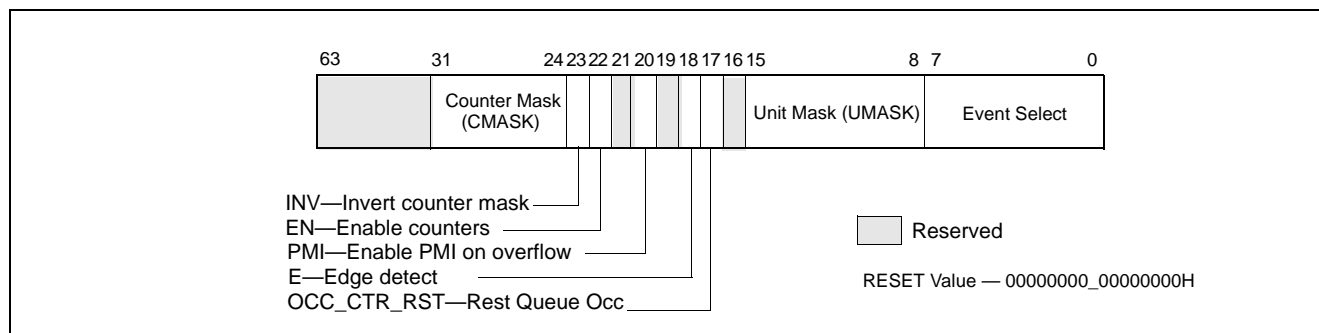 63 31 24 23 22 21 20 19 18 17 16 15 8 7 0
Counter Mask
(CMASK)
Unit Mask (UMASK)
Event Select
INV—Invert counter mask
EN—Enable counters
PMI—Enable PMI on overflow
E—Edge detect
OCC_CTR_RST—Rest Queue Occ
Reserved
RESET Value — 00000000_00000000H